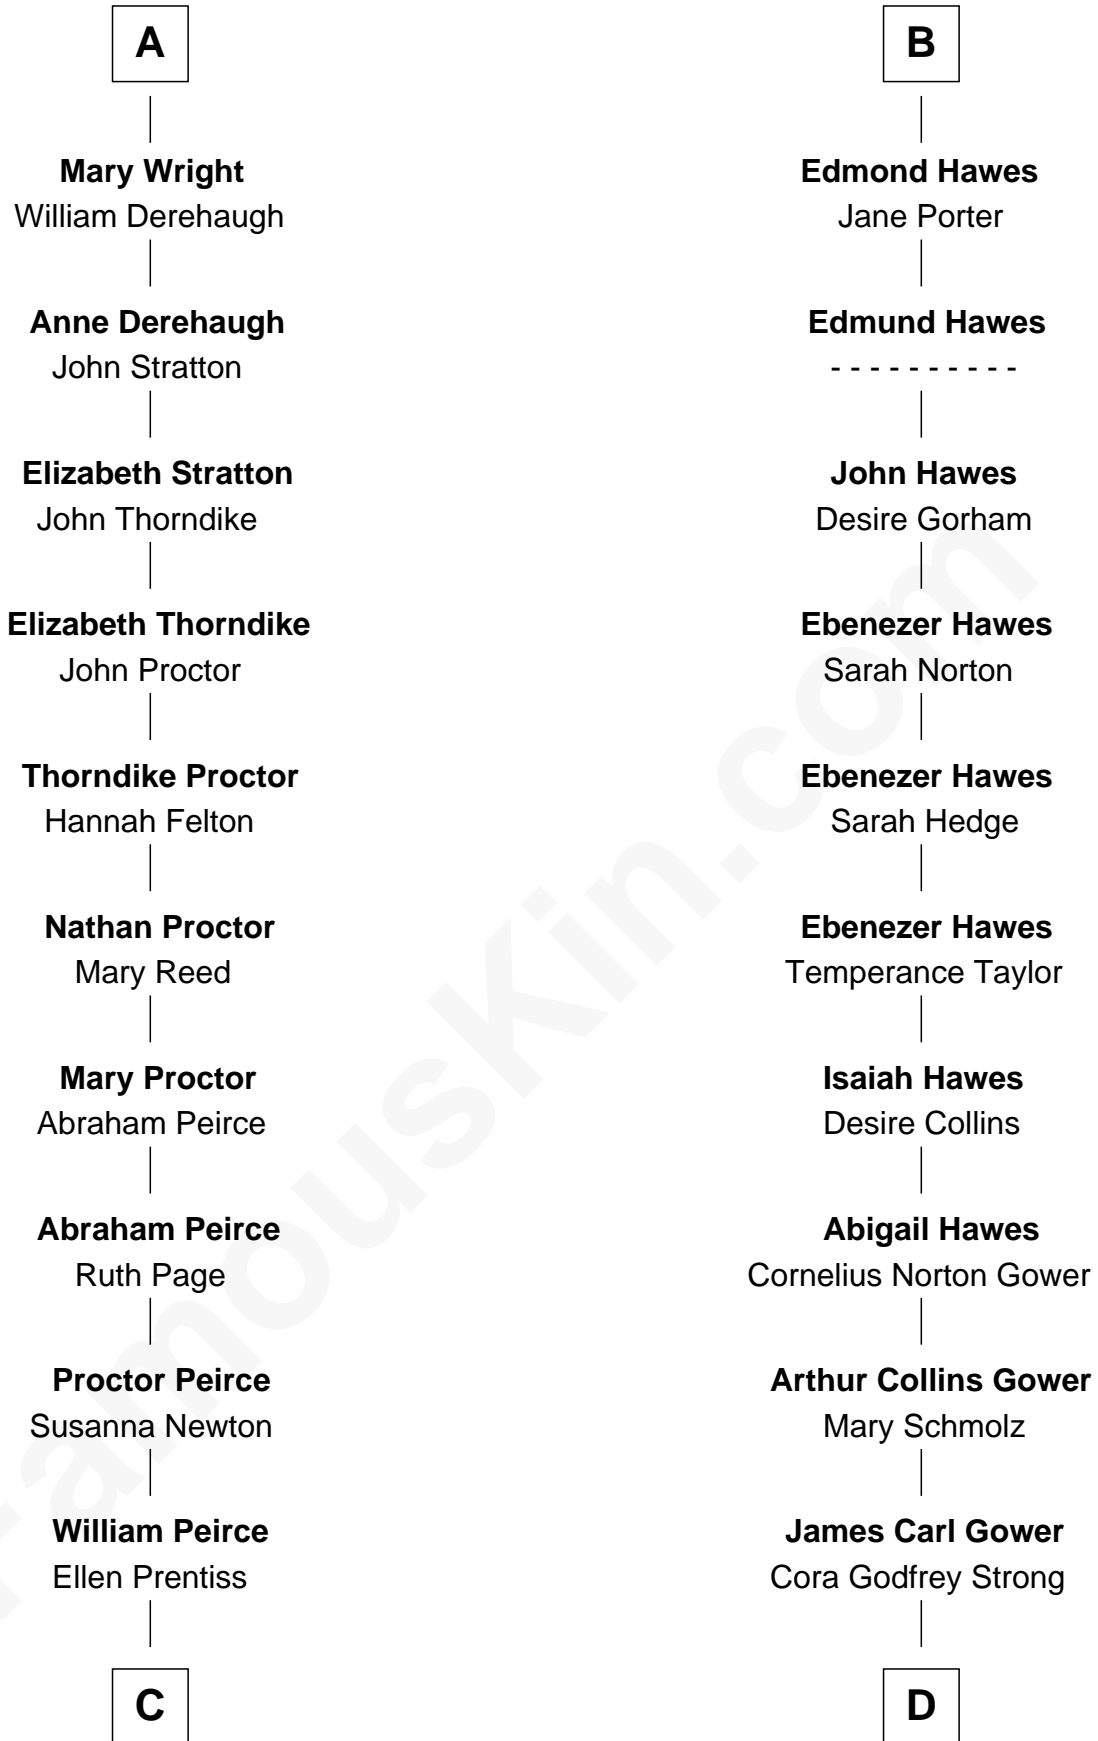 A
Mary Wright
William Derehaugh
Anne Derehaugh
John Stratton
Elizabeth Stratton
John Thorndike
Elizabeth Thorndike
John Proctor
Thorndike Proctor
Hannah Felton
Nathan Proctor
Mary Reed
Mary Proctor
Abraham Peirce
Abraham Peirce
Ruth Page
Proctor Peirce
Susanna Newton
William Peirce
Ellen Prentiss
C
B
Edmond Hawes
Jane Porter
Edmund Hawes
- - - - - - - - - -
John Hawes
Desire Gorham
Ebenezer Hawes
Sarah Norton
Ebenezer Hawes
Sarah Hedge
Ebenezer Hawes
Temperance Taylor
Isaiah Hawes
Desire Collins
Abigail Hawes
Cornelius Norton Gower
Arthur Collins Gower
Mary Schmolz
James Carl Gower
Cora Godfrey Strong
D
FamousKin.com